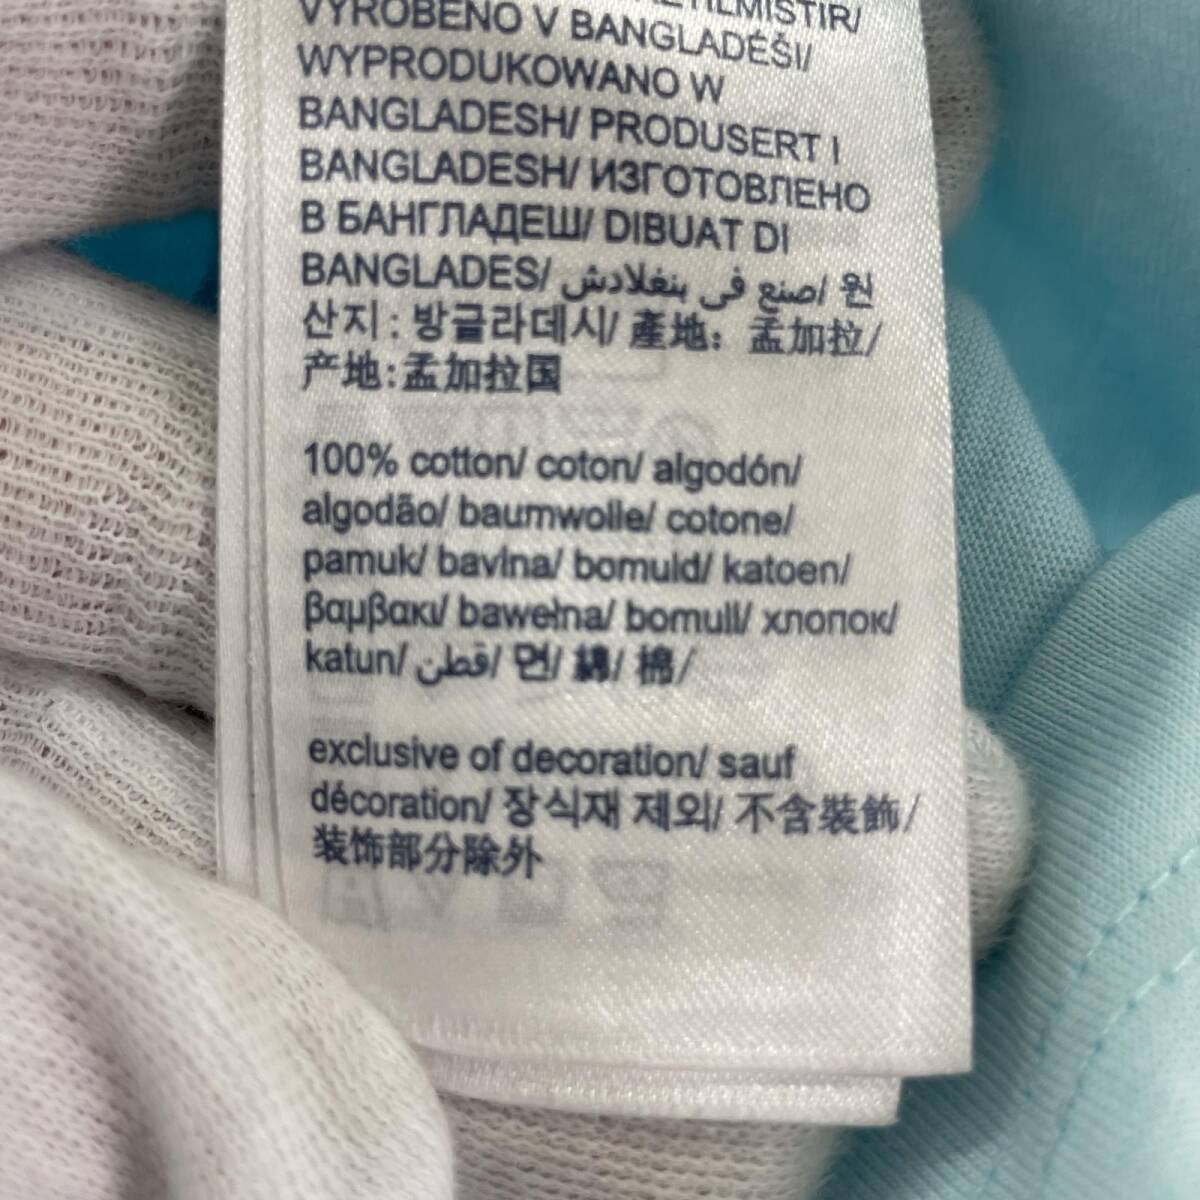 VYROBENO V BANGLADÉŠI/
WYPRODUKOWANO W
BANGLADESH/ PRODUSERT I
BANGLADESH/ ИЗГОТОВЛЕНО
В БАНГЛАДЕШ/ DIBUAT DI
BANGLADES/ صنع في بنغلادش/ 원
산지: 방글라데시/ 產地: 孟加拉/
产地:孟加拉国
100% cotton/ coton/ algodón/
algodão/ baumwolle/ cotone/
pamuk/ bavlna/ bomuld/ katoen/
βαμβακι/ bawełna/ bomull/ хлопок/
katun/ قطن/ 면/ 綿/ 棉/
exclusive of decoration/ sauf
décoration/ 장식재 제외/ 不含裝飾/
装饰部分除外